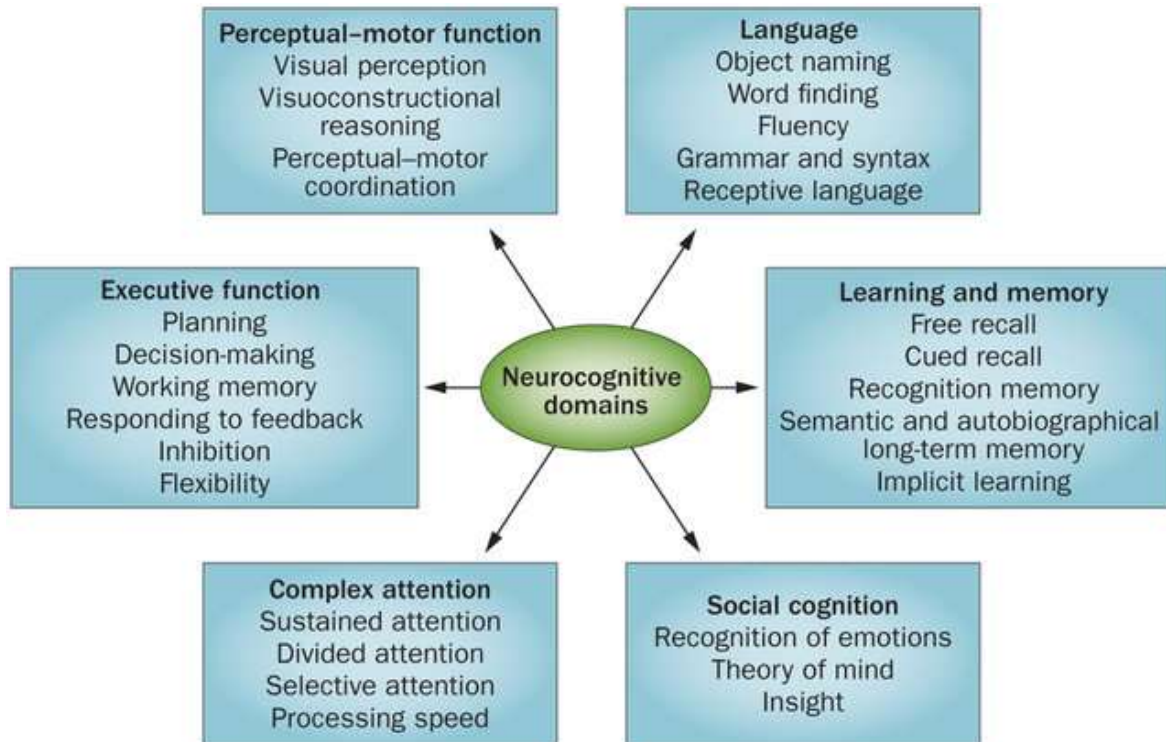 Perceptual–motor function
Visual perception
Visuoconstructional
reasoning
Perceptual–motor
coordination
Language
Object naming
Word finding
Fluency
Grammar and syntax
Receptive language
Executive function
Planning
Decision-making
Working memory
Responding to feedback
Inhibition
Flexibility
Neurocognitive
domains
Learning and memory
Free recall
Cued recall
Recognition memory
Semantic and autobiographical
long-term memory
Implicit learning
Complex attention
Sustained attention
Divided attention
Selective attention
Processing speed
Social cognition
Recognition of emotions
Theory of mind
Insight